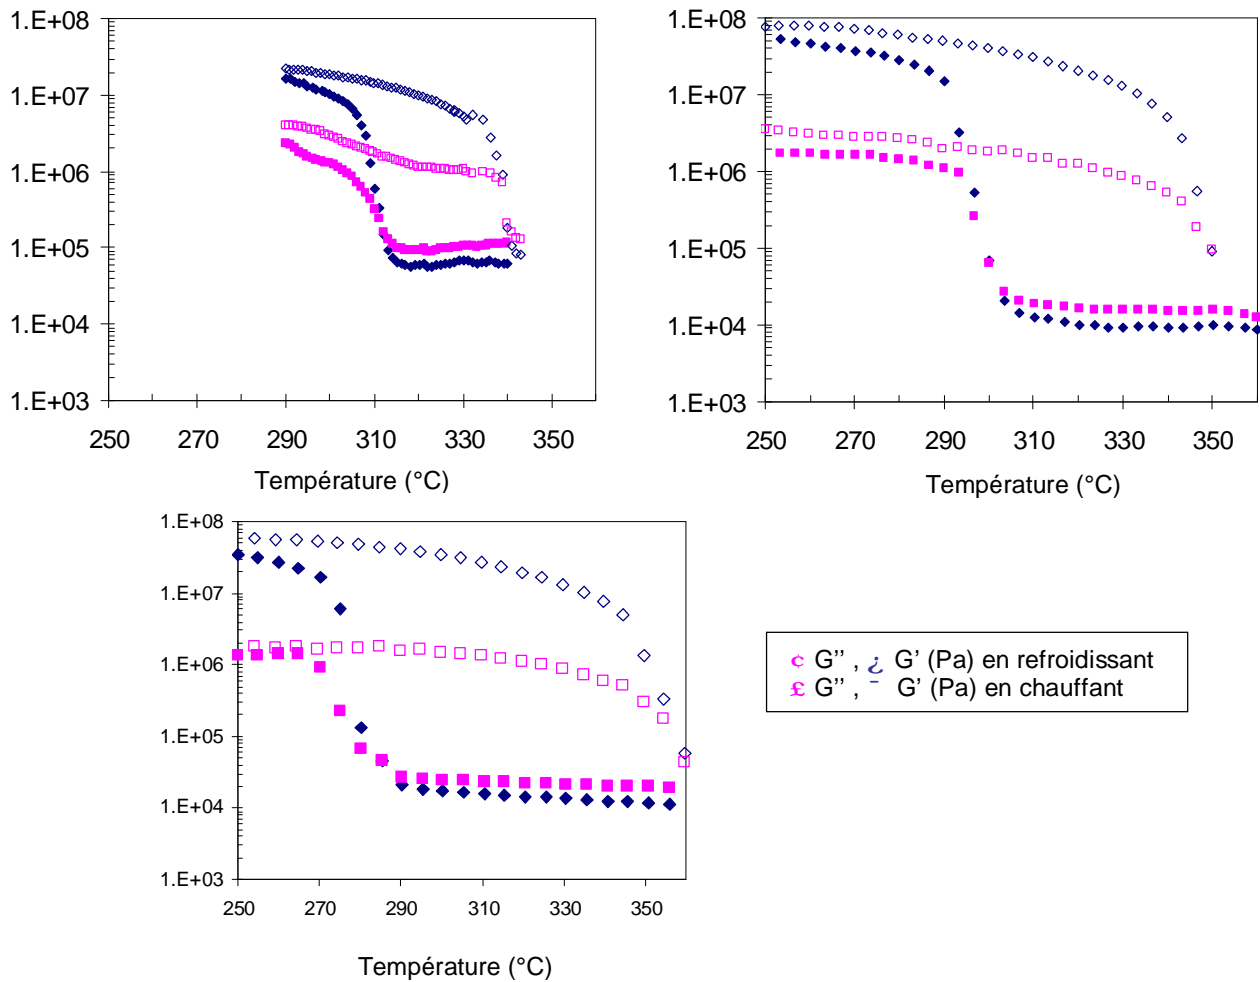 1.E+08
1.E+07
1.E+06
1.E+05
1.E+04
1.E+03
250 270 290 310 330 350
Température (°C)
1.E+08
1.E+07
1.E+06
1.E+05
1.E+04
1.E+03
250 270 290 310 330 350
Température (°C)
1.E+08
1.E+07
1.E+06
1.E+05
1.E+04
1.E+03
250 270 290 310 330 350
Température (°C)
¢ G'' , ¿ G' (Pa) en refroidissant
£ G'' , ¯ G' (Pa) en chauffant